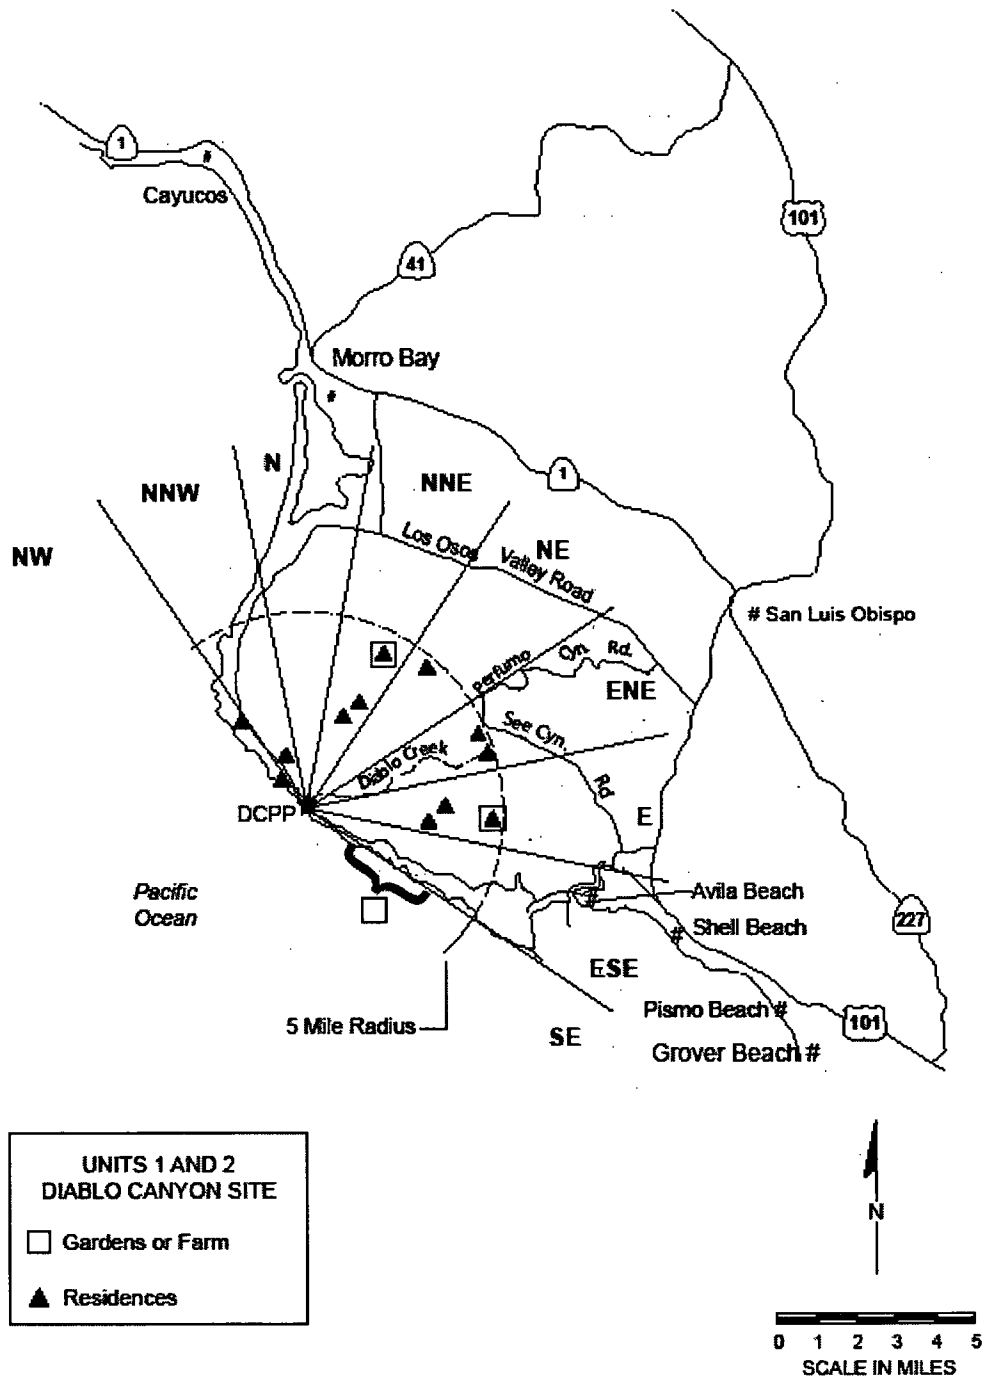 1
#
Cayucos
101
41
Morro Bay
#
N
NNW
NNE
1
NW
Los Osos
Valley Road
NE
# San Luis Obispo
Perfumo
Cyn.
Rd.
ENE
See Cyn.
Rd.
Diablo Creek
DCPP
E
Pacific
Ocean
#
Avila Beach
#
Shell Beach
227
ESE
Pismo Beach #
5 Mile Radius
SE
101
Grover Beach #
UNITS 1 AND 2
DIABLO CANYON SITE
Gardens or Farm
Residences
N
0 1 2 3 4 5
SCALE IN MILES